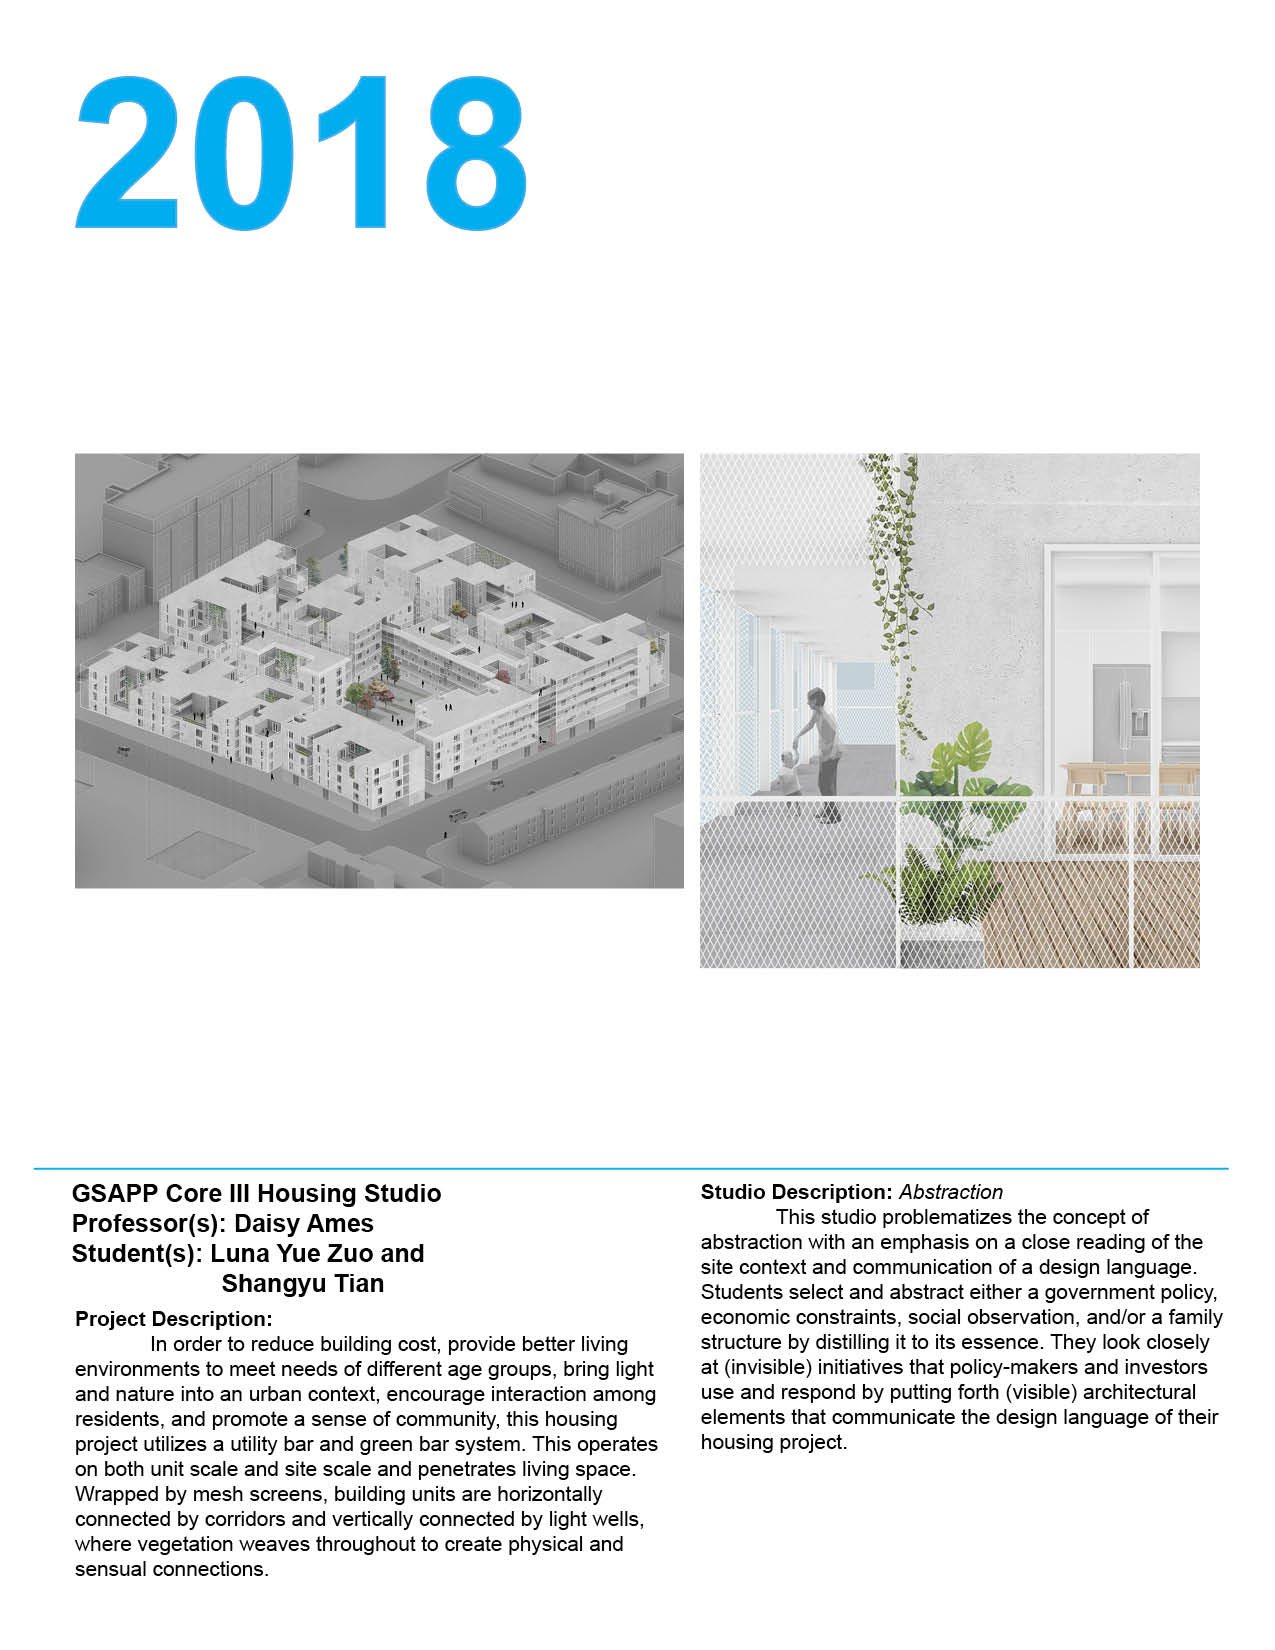 2018
GSAPP Core III Housing Studio
Professor(s): Daisy Ames
Student(s): Luna Yue Zuo and
Shangyu Tian
Project Description:
In order to reduce building cost, provide better living
environments to meet needs of different age groups, bring light
and nature into an urban context, encourage interaction among
residents, and promote a sense of community, this housing
project utilizes a utility bar and green bar system. This operates
on both unit scale and site scale and penetrates living space.
Wrapped by mesh screens, building units are horizontally
connected by corridors and vertically connected by light wells,
where vegetation weaves throughout to create physical and
sensual connections.
Studio Description: Abstraction
This studio problematizes the concept of
abstraction with an emphasis on a close reading of the
site context and communication of a design language.
Students select and abstract either a government policy,
economic constraints, social observation, and/or a family
structure by distilling it to its essence. They look closely
at (invisible) initiatives that policy-makers and investors
use and respond by putting forth (visible) architectural
elements that communicate the design language of their
housing project.